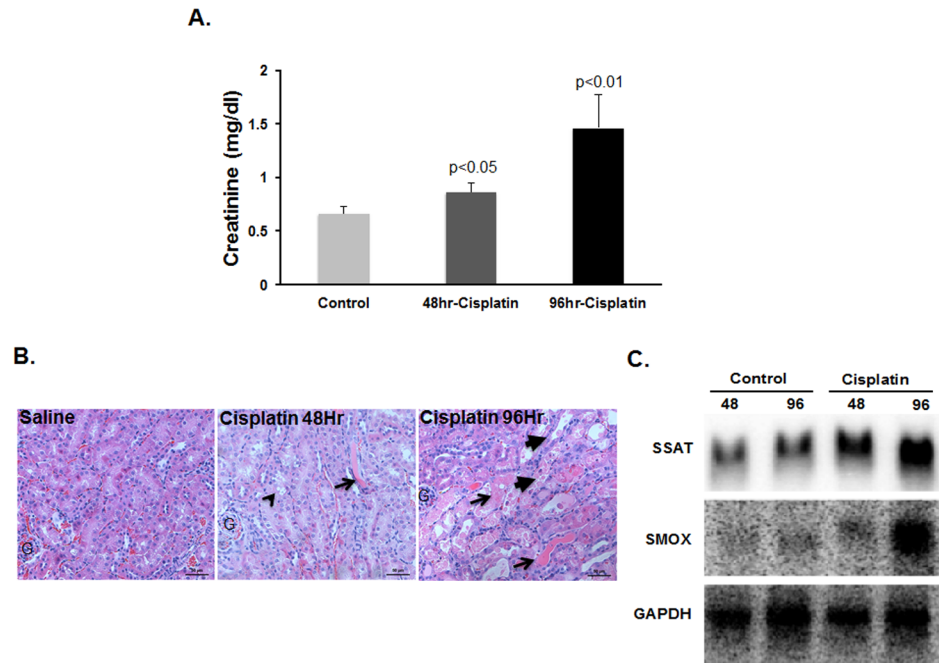 A.
Creatinine (mg/dl)
2
1.5
1
0.5
0
p<0.05
p<0.01
Control
48hr-Cisplatin
96hr-Cisplatin
B.
Saline
Cisplatin 48Hr
Cisplatin 96Hr
G
G
G
C.
Control
Cisplatin
48
96
48
96
SSAT
SMOX
GAPDH